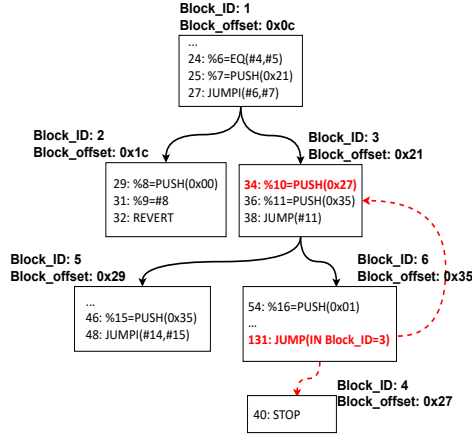 Block_ID: 1
Block_offset: 0x0c
...
24: %6=EQ(#4,#5)
25: %7=PUSH(0x21)
27: JUMPI(#6,#7)
Block_ID: 2
Block_offset: 0x1c
29: %8=PUSH(0x00)
31: %9=#8
32: REVERT
Block_ID: 3
Block_offset: 0x21
34: %10=PUSH(0x27)
36: %11=PUSH(0x35)
38: JUMP(#11)
Block_ID: 5
Block_offset: 0x29
...
46: %15=PUSH(0x35)
48: JUMPI(#14,#15)
Block_ID: 6
Block_offset: 0x35
54: %16=PUSH(0x01)
...
131: JUMP(IN Block_ID=3)
Block_ID: 4
Block_offset: 0x27
40: STOP